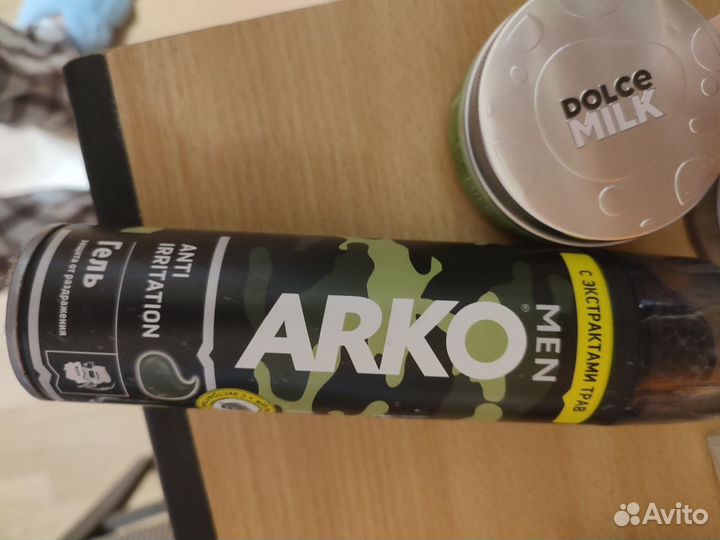 DOLCE
MILK
ARKO
®
MEN
С ЭКСТРАКТАМИ ТРАВ
ANTI
IRRITATION
Гель
защита от раздражения
Avito